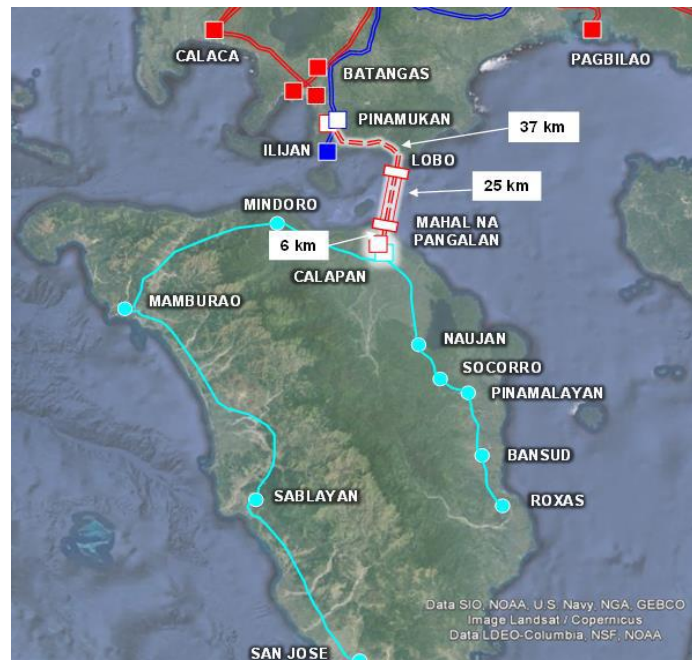 CALACA
BATANGAS
PAGBILAO
PINAMUKAN
37 km
ILIJAN
LOBO
25 km
MINDORO
MAHAL NA
PANGALAN
6 km
CALAPAN
MAMBURAO
NAUJAN
SOCORRO
PINAMALAYAN
BANSUD
SABLAYAN
ROXAS
Data SIO, NOAA, U.S. Navy, NGA, GEBCO
Image Landsat / Copernicus
Data LDEO-Columbia, NSF, NOAA
SAN JOSE